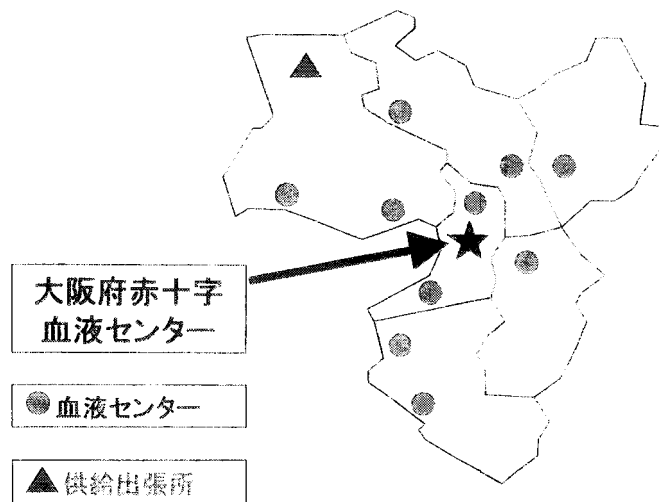 大阪府赤十字
血液センター
血液センター
供給出張所